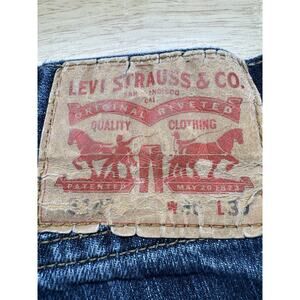 LEVI STRAUSS & CO.
SAN FRANCISCO
CAL
ORIGINAL RIVETED
QUALITY CLOTHING
PATENTED MAY 20 1873
W L